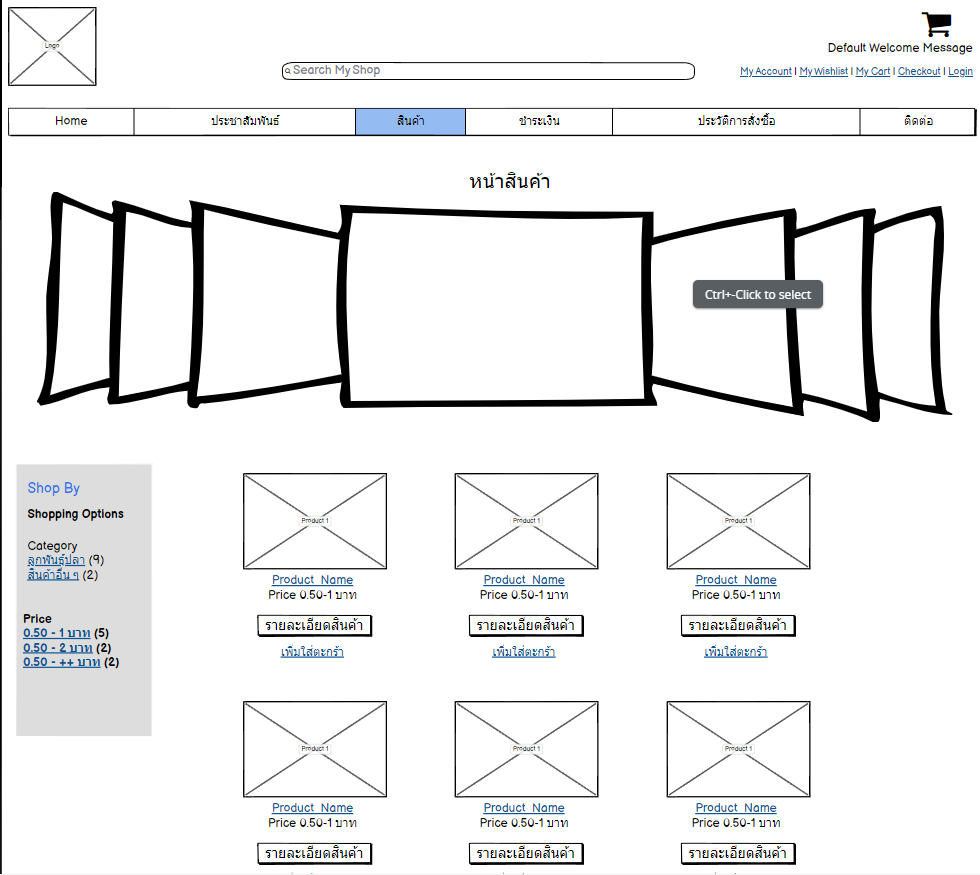 Logo
Default Welcome Message
Search My Shop
My Account | My Wishlist | My Cart | Checkout | Login
Home ประชาสัมพันธ์ สินค้า ชำระเงิน ประวัติการสั่งซื้อ ติดต่อ
หน้าสินค้า
Ctrl+-Click to select
Shop By
Shopping Options
Category
ลูกพันธุ์ปลา (9)
สินค้าอื่น ๆ (2)
Price
0.50 - 1 บาท (5)
0.50 - 2 บาท (2)
0.50 - ++ บาท (2)
Product 1 Product 1 Product 1
Product Name Product Name Product Name
Price 0.50-1 บาท Price 0.50-1 บาท Price 0.50-1 บาท
รายละเอียดสินค้า รายละเอียดสินค้า รายละเอียดสินค้า
เพิ่มใส่ตะกร้า เพิ่มใส่ตะกร้า เพิ่มใส่ตะกร้า
Product 1 Product 1 Product 1
Product Name Product Name Product Name
Price 0.50-1 บาท Price 0.50-1 บาท Price 0.50-1 บาท
รายละเอียดสินค้า รายละเอียดสินค้า รายละเอียดสินค้า